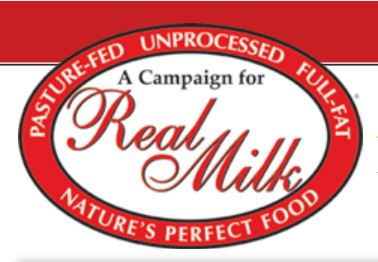 PASTURE-FED UNPROCESSED FULL-FAT
A Campaign for
Real
Milk
NATURE'S PERFECT FOOD